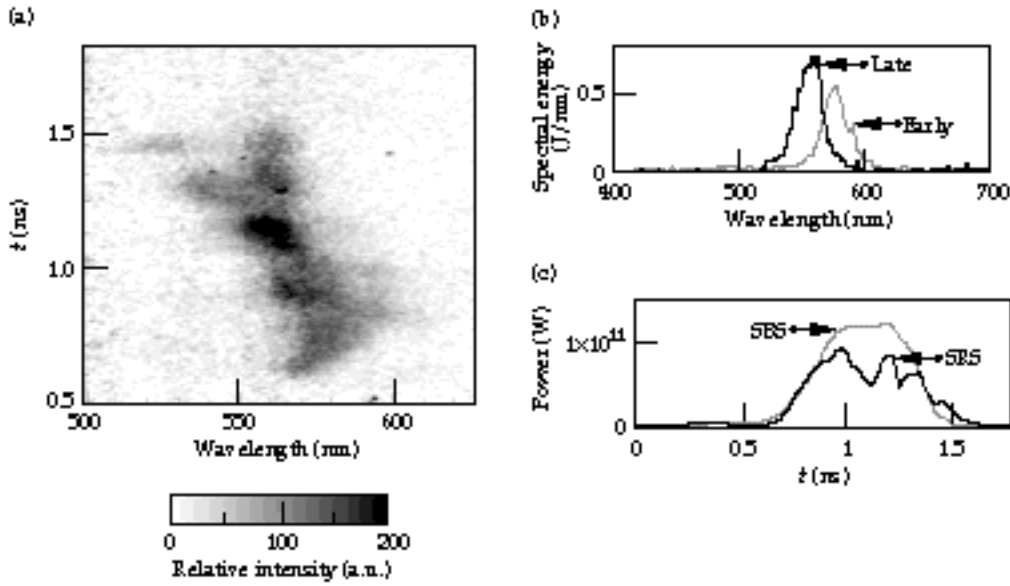 (a)
1.5
1.0
0.5
t (ns)
500 550 600
Wavelength (nm)
0 100 200
Relative intensity (a.u.)
(b)
Spectral energy
(J/nm)
0.5
0
Late
Early
400 500 600 700
Wavelength (nm)
(c)
Power (W)
1×10¹¹
0
SBS
SRS
0 0.5 1 1.5
t (ns)